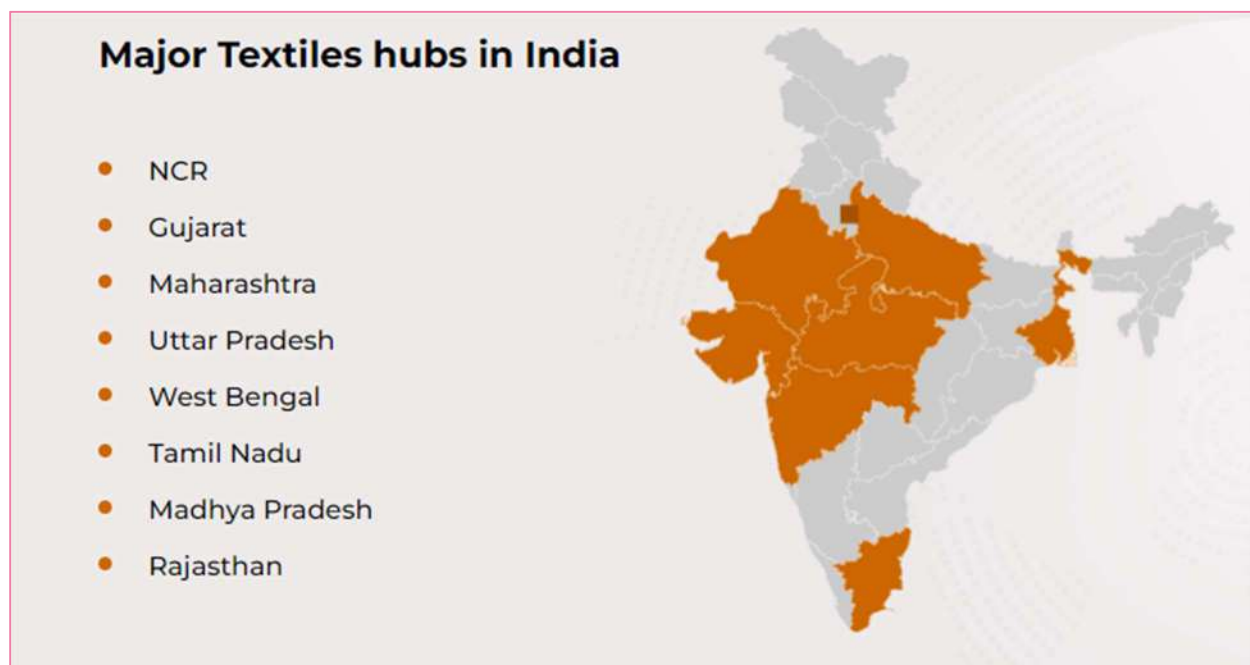 Major Textiles hubs in India
NCR
Gujarat
Maharashtra
Uttar Pradesh
West Bengal
Tamil Nadu
Madhya Pradesh
Rajasthan